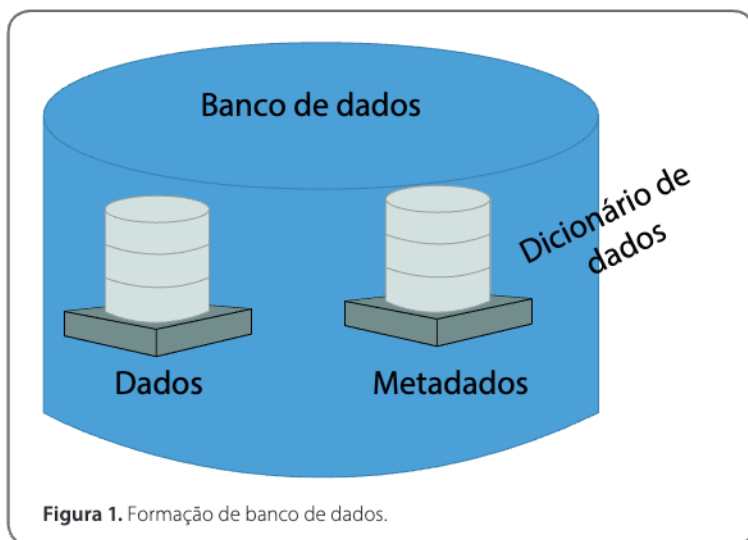 Banco de dados
Dicionário de
dados
Dados
Metadados
Figura 1. Formação de banco de dados.